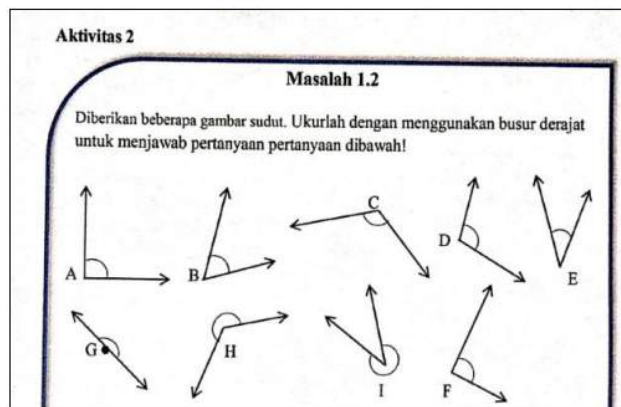 Aktivitas 2
Masalah 1.2
Diberikan beberapa gambar sudut. Ukurlah dengan menggunakan busur derajat
untuk menjawab pertanyaan pertanyaan dibawah!
A
B
C
D
E
G
H
I
F